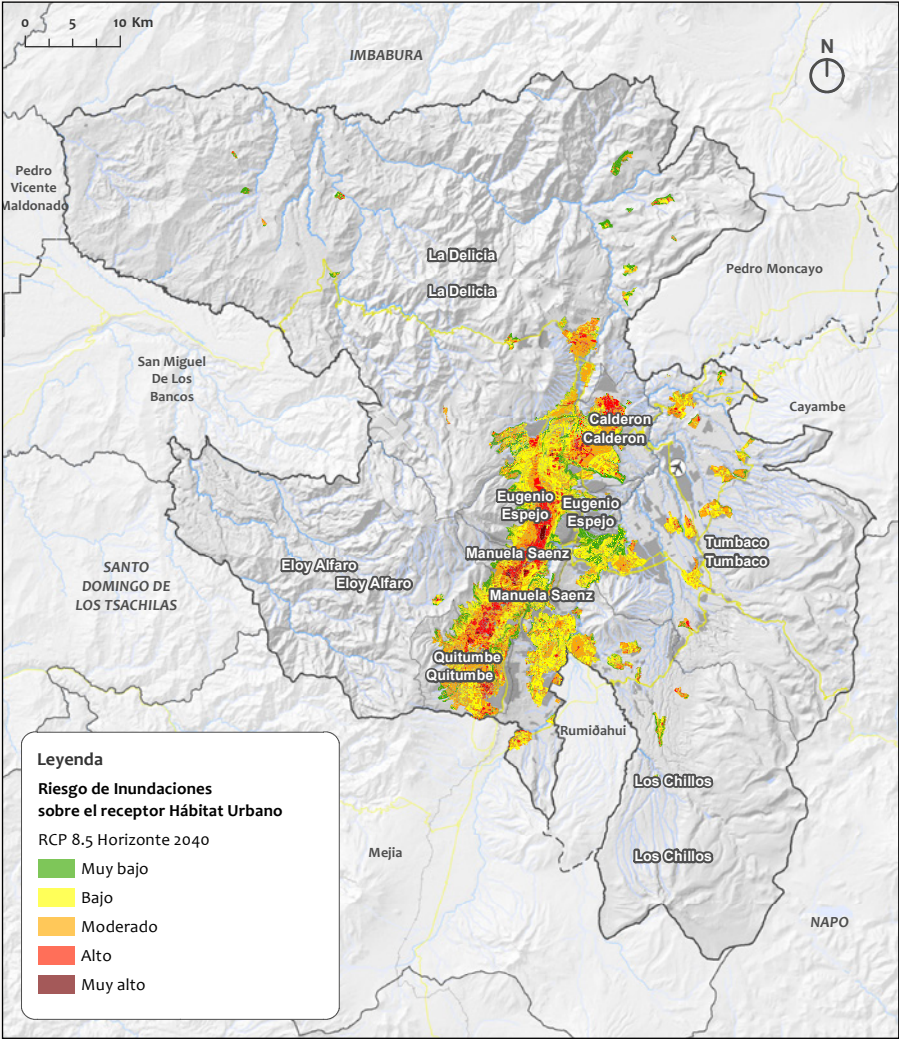 0 5 10 Km
N
IMBABURA
Pedro
Vicente
Maldonado
La Delicia
La Delicia
Pedro Moncayo
San Miguel
De Los
Bancos
Cayambe
Calderon
Calderon
Eugenio
Espejo
Eugenio
Espejo
Manuela Saenz
Tumbaco
Tumbaco
Eloy Alfaro
Eloy Alfaro
SANTO
DOMINGO DE
LOS TSACHILAS
Manuela Saenz
Quitumbe
Quitumbe
Rumiðahui
Los Chillos
Los Chillos
Mejia
NAPO
Leyenda
Riesgo de Inundaciones
sobre el receptor Hábitat Urbano
RCP 8.5 Horizonte 2040
Muy bajo
Bajo
Moderado
Alto
Muy alto